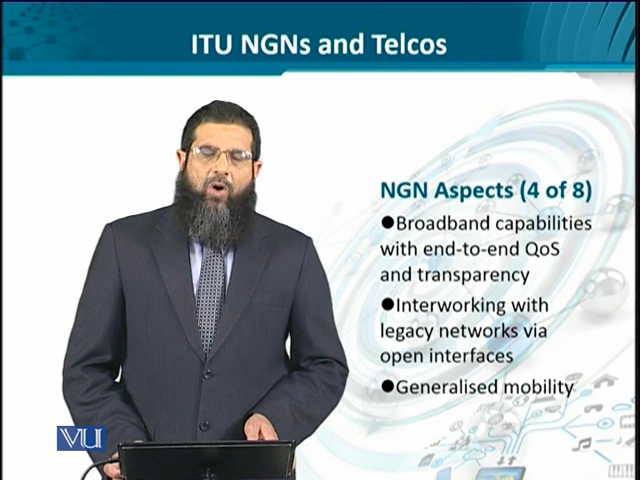 ITU NGNs and Telcos
NGN Aspects (4 of 8)
●Broadband capabilities
with end-to-end QoS
and transparency
●Interworking with
legacy networks via
open interfaces
●Generalised mobility
VU